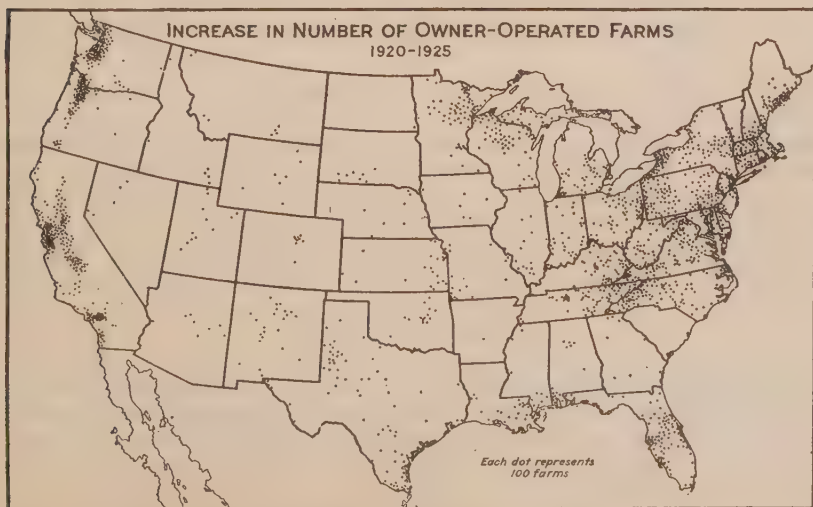 INCREASE IN NUMBER OF OWNER-OPERATED FARMS
1920-1925
Each dot represents
100 farms